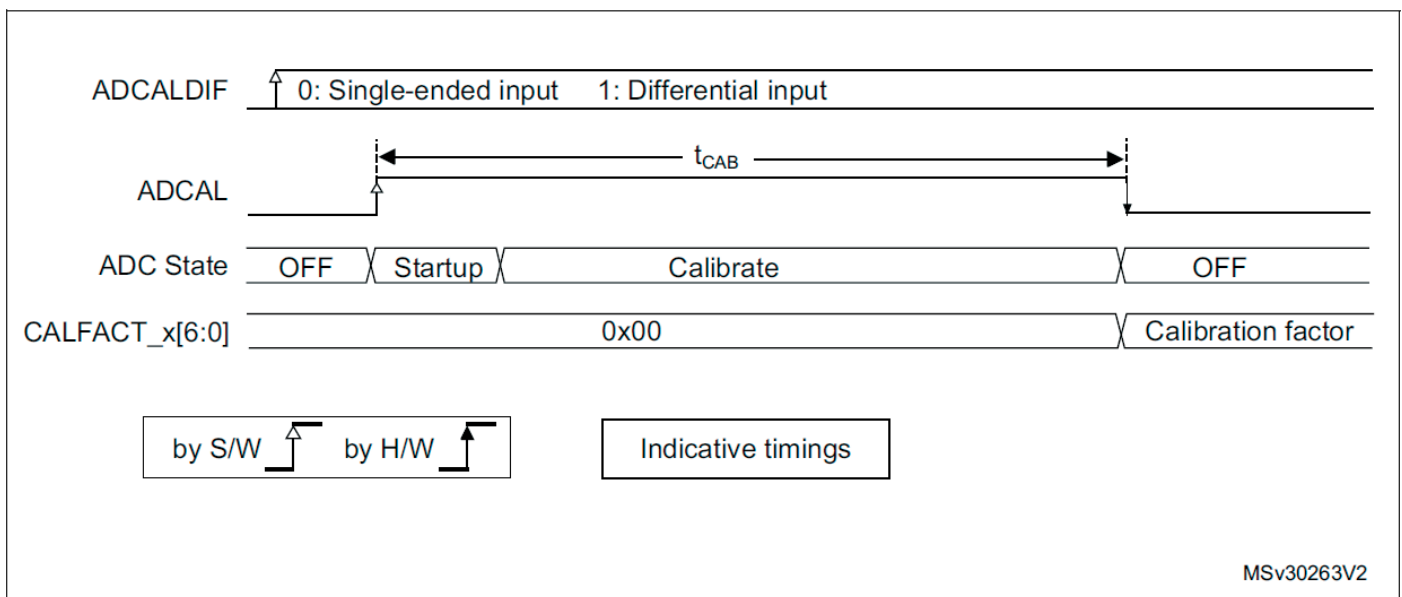 ADCALDIF 0: Single-ended input 1: Differential input
tCAB
ADCAL
ADC State OFF Startup Calibrate OFF
CALFACT_x[6:0] 0x00 Calibration factor
by S/W by H/W Indicative timings
MSv30263V2